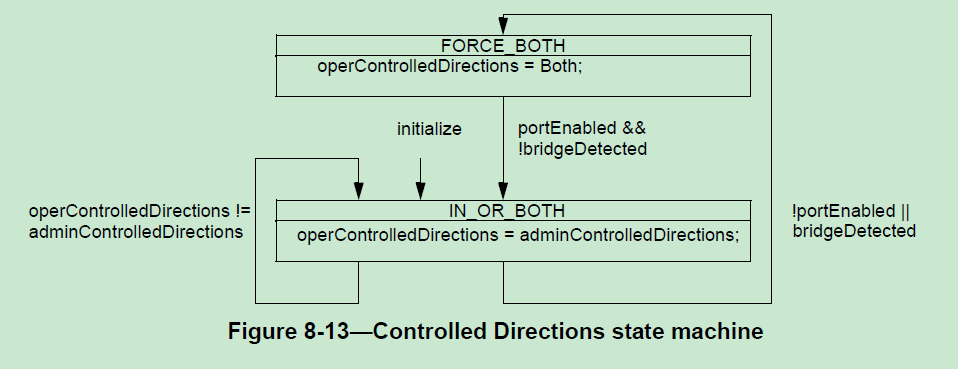 FORCE_BOTH
operControlledDirections = Both;
initialize
portEnabled &&
!bridgeDetected
operControlledDirections !=
adminControlledDirections
IN_OR_BOTH
operControlledDirections = adminControlledDirections;
!portEnabled ||
bridgeDetected
Figure 8-13—Controlled Directions state machine